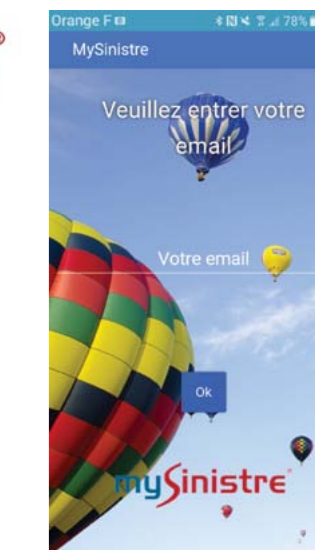 Orange F
78%
MySinistre
Veuillez entrer votre
email
Votre email
Ok
mySinistre